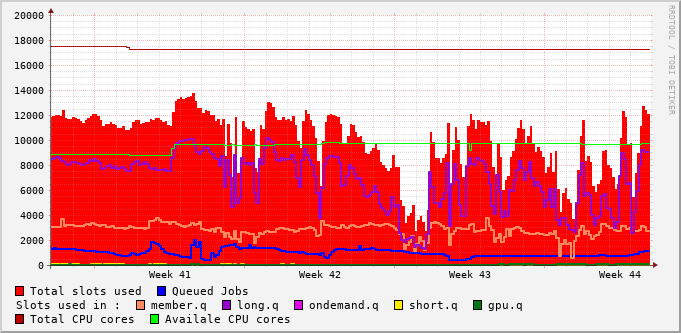 20000
18000
16000
14000
12000
10000
8000
6000
4000
2000
0
Week 41 Week 42 Week 43 Week 44
RRDTOOL / TOBI OETIKER
Total slots used Queued Jobs
Slots used in : member.q long.q ondemand.q short.q gpu.q
Total CPU cores Availale CPU cores